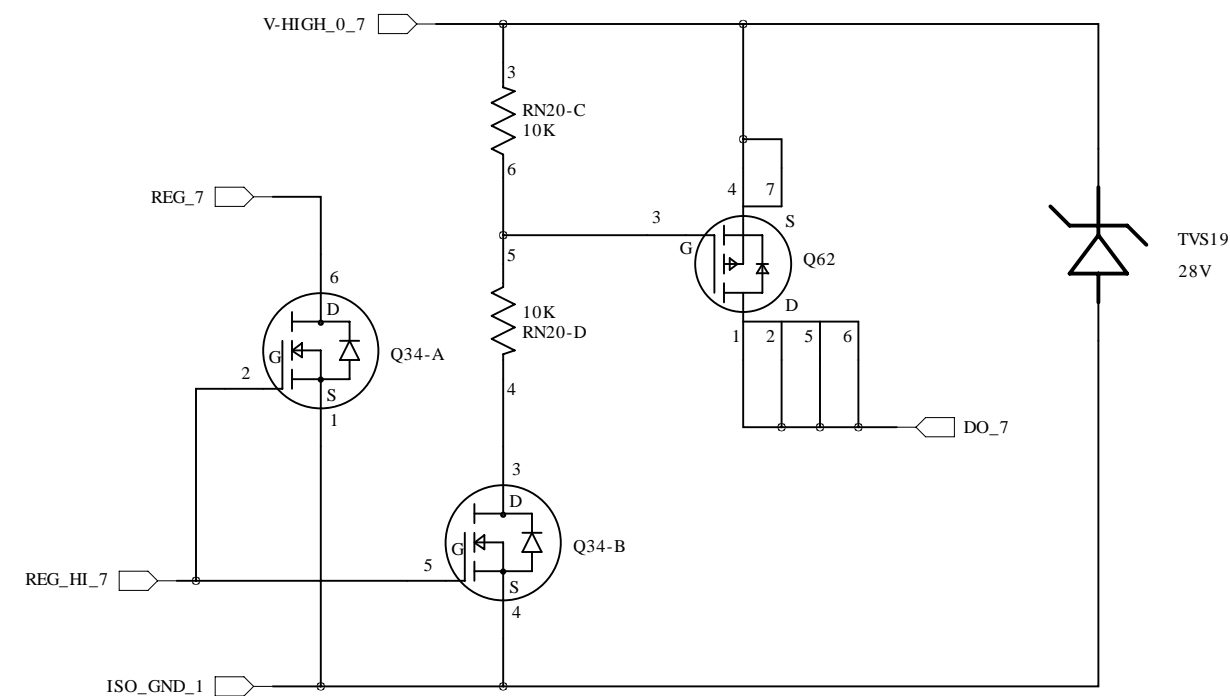 V-HIGH_0_7
3
RN20-C
10K
6
4 7
REG_7
3
S
G
Q62
TVS19
28V
5
6
D
10K
RN20-D
D
1 2 5 6
G
Q34-A
2
S
4
1
DO_7
3
D
G
Q34-B
5
REG_HI_7
S
4
ISO_GND_1